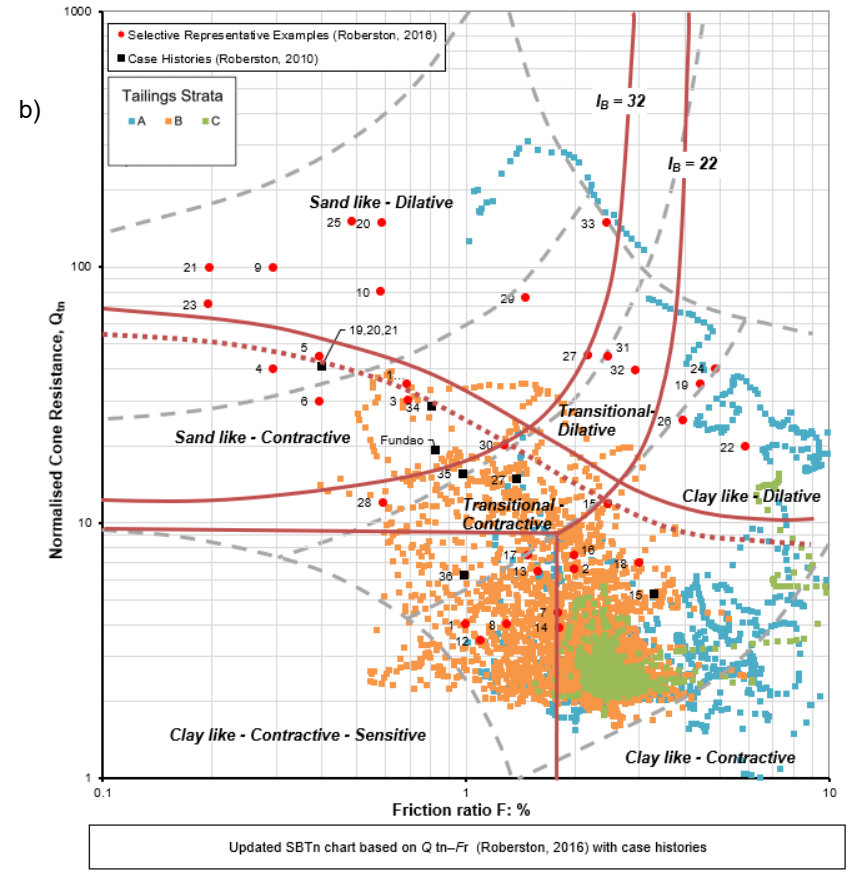 b)
1000
Selective Representative Examples (Roberston, 2016)
Case Histories (Roberston, 2010)
Tailings Strata
A B C
I_B = 32
I_B = 22
Sand like - Dilative
25 20
33
21 9
100
10
23
29
19,20,21
5
27 31
4
32 24
1...
19
6 3 34
Transitional-
Dilative
26
Sand like - Contractive
Fundao
30
22
35 27
Clay like - Dilative
28
Transitional -
Contractive
15
10
17 16
13 2 18
36
15
7
1 8
14
12
Clay like - Contractive - Sensitive
Clay like - Contractive
1
0.1 1 10
Normalised Cone Resistance, Qtn
Friction ratio F: %
Updated SBTn chart based on Q tn–Fr (Roberston, 2016) with case histories